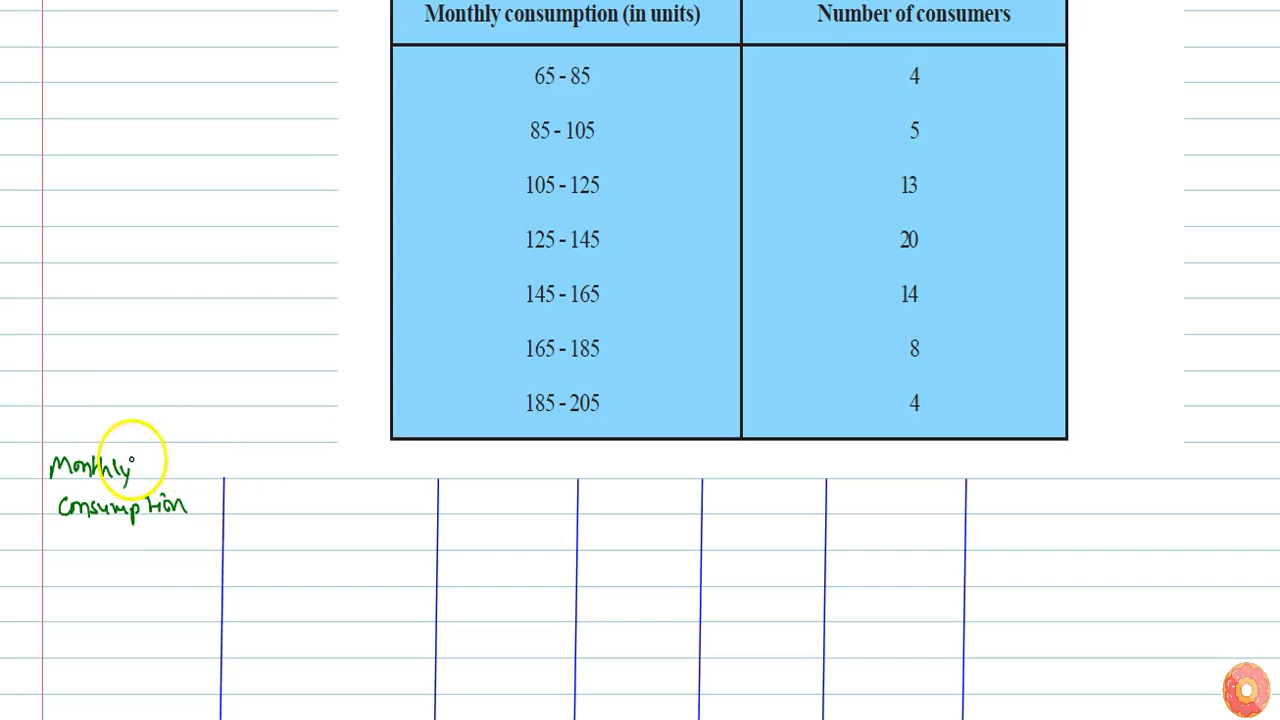 Monthly consumption (in units) Number of consumers
65 - 85 4
85 - 105 5
105 - 125 13
125 - 145 20
145 - 165 14
165 - 185 8
185 - 205 4
Monthly
Consumption